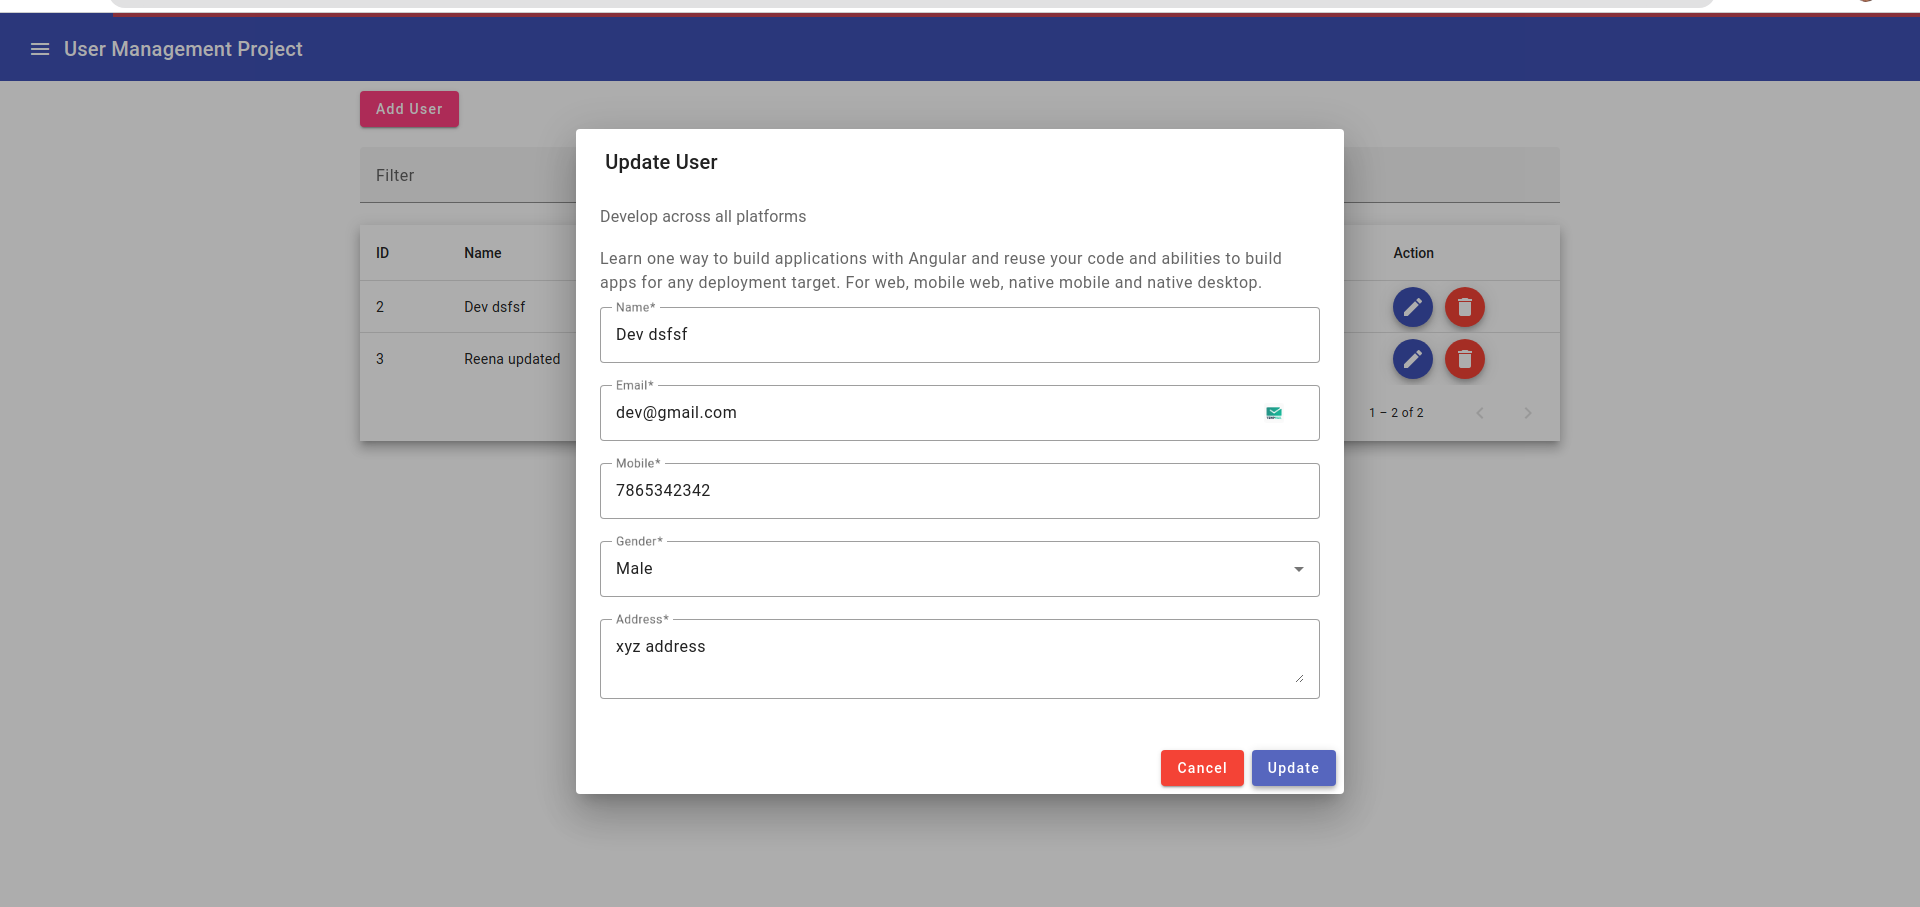 User Management Project
Add User
Filter
ID Name Action
2 Dev dsfsf
3 Reena updated
1 – 2 of 2
Update User
Develop across all platforms
Learn one way to build applications with Angular and reuse your code and abilities to build
apps for any deployment target. For web, mobile web, native mobile and native desktop.
Name*
Dev dsfsf
Email*
dev@gmail.com
Mobile*
7865342342
Gender*
Male
Address*
xyz address
Cancel Update